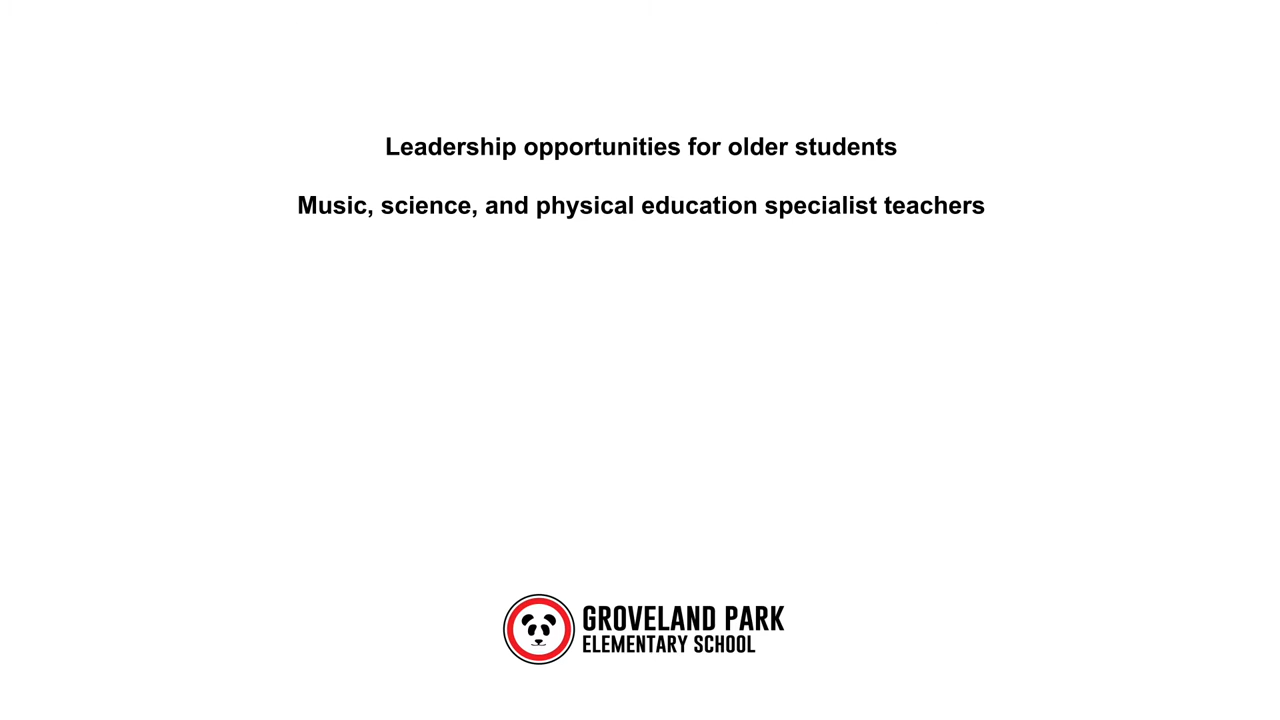 Leadership opportunities for older students
Music, science, and physical education specialist teachers
GROVELAND PARK
ELEMENTARY SCHOOL